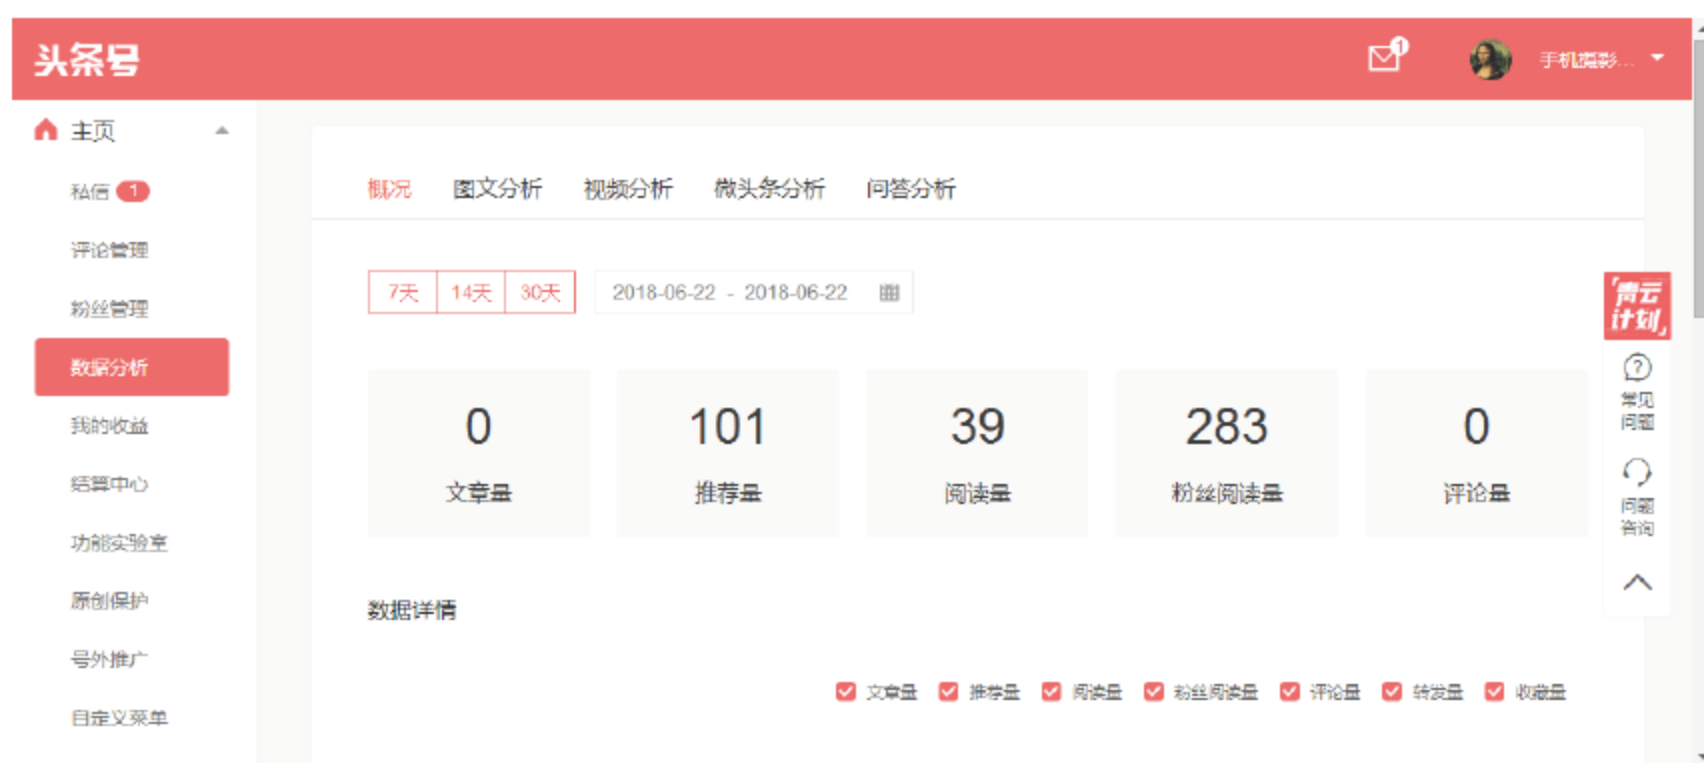 头条号
1
手机摄影...
主页
私信 1
评论管理
粉丝管理
数据分析
我的收益
结算中心
功能实验室
原创保护
号外推广
自定义菜单
概况 图文分析 视频分析 微头条分析 问答分析
7天 14天 30天 2018-06-22 - 2018-06-22
0 101 39 283 0
文章量 推荐量 阅读量 粉丝阅读量 评论量
数据详情
文章量 推荐量 阅读量 粉丝阅读量 评论量 转发量 收藏量
「青云
计划」
常见
问题
问题
咨询